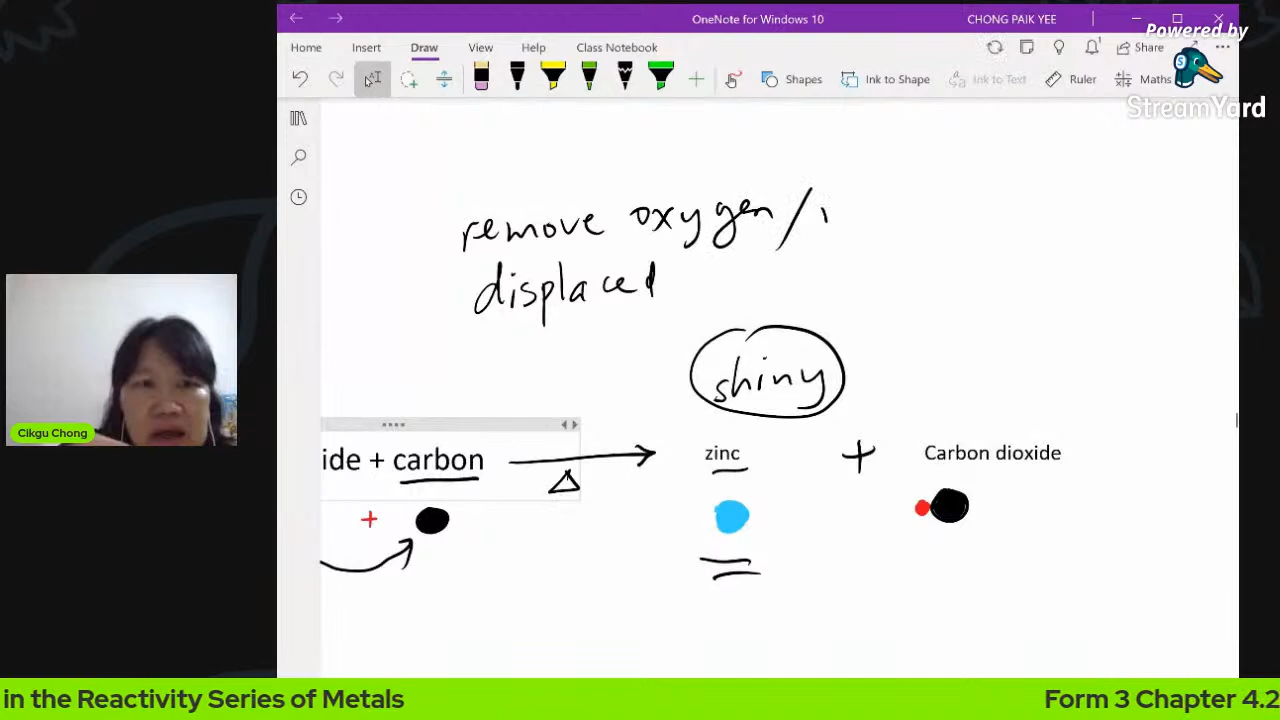 OneNote for Windows 10
CHONG PAIK YEE
Powered by
StreamYard
Home Insert Draw View Help Class Notebook
Share
Shapes Ink to Shape Ink to Text Ruler Maths
remove oxygen /
displaced
shiny
ide + carbon
Δ
zinc + Carbon dioxide
+
Cikgu Chong
in the Reactivity Series of Metals
Form 3 Chapter 4.2